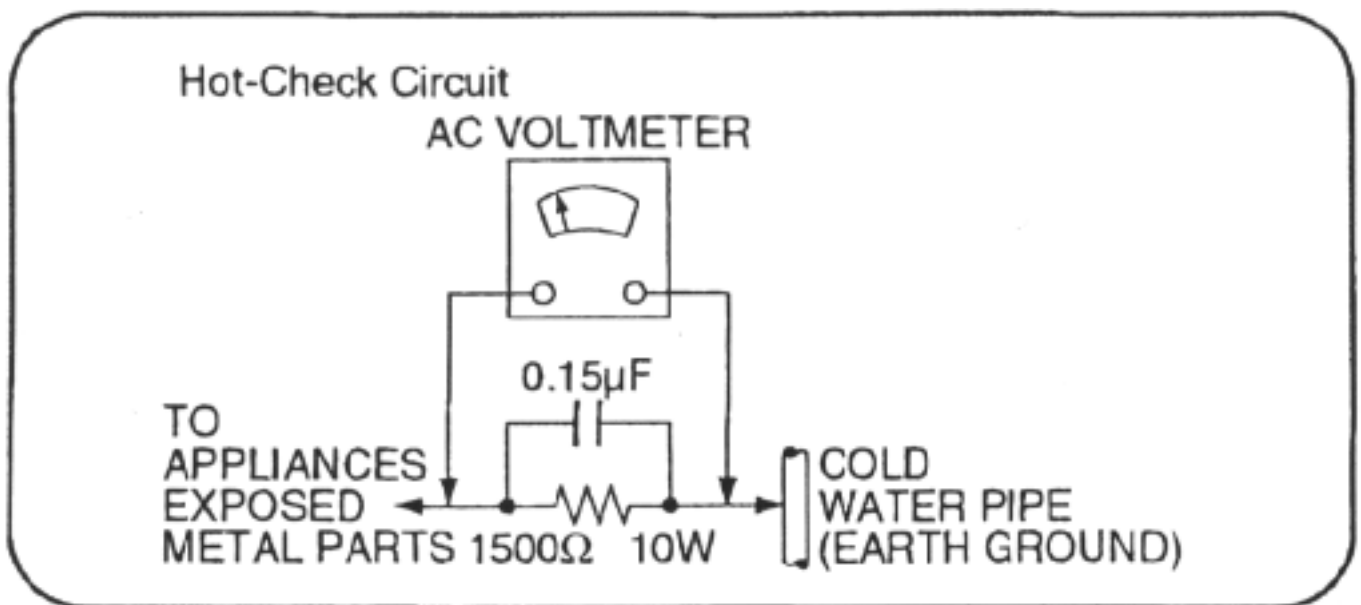 Hot-Check Circuit
AC VOLTMETER
0.15µF
TO
APPLIANCES
EXPOSED
METAL PARTS
1500Ω 10W
COLD
WATER PIPE
(EARTH GROUND)